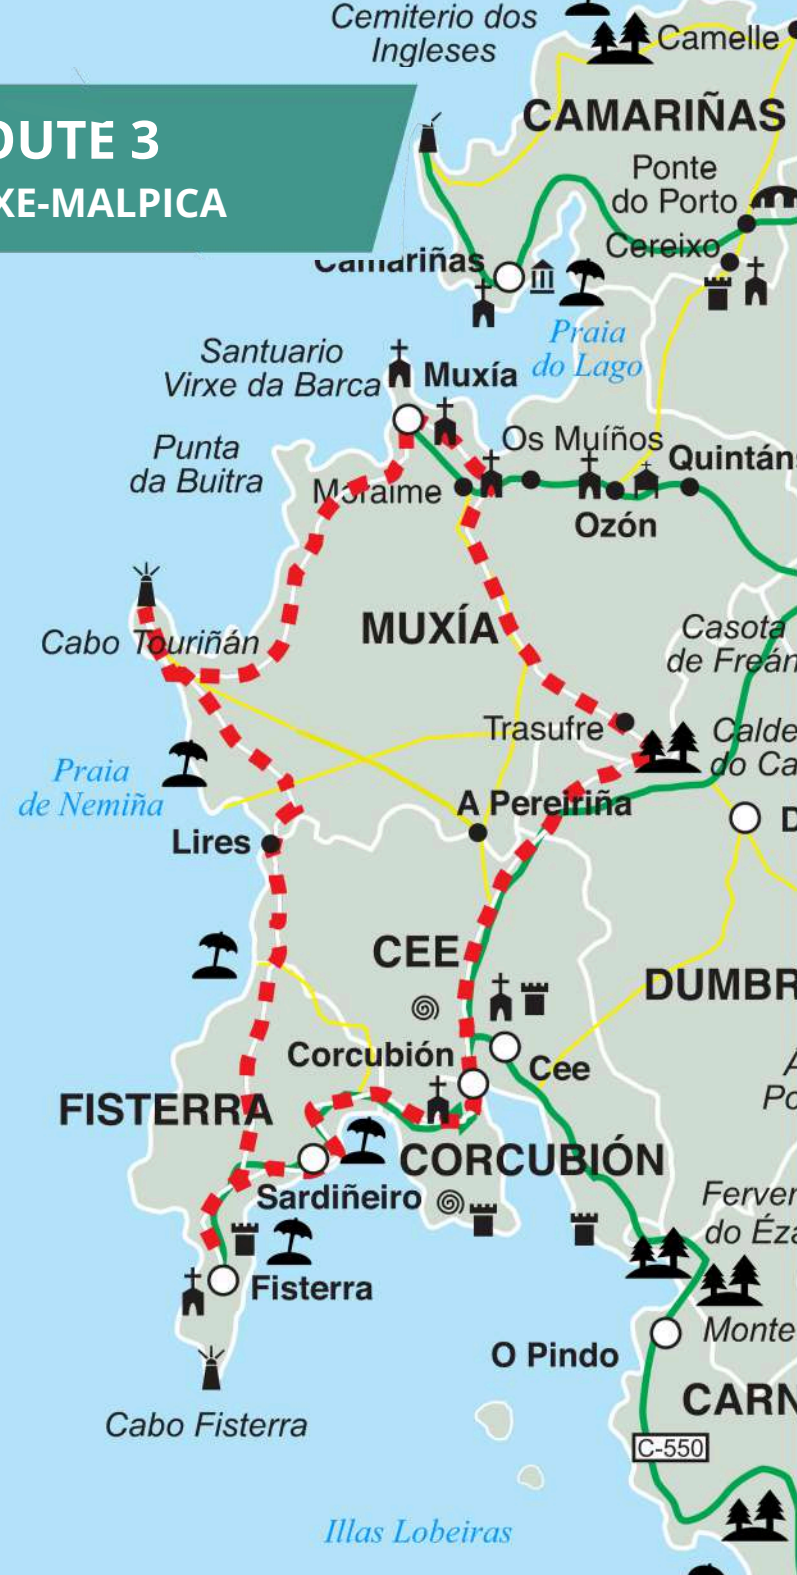 Cemiterio dos
Ingleses
Camelle
OUTE 3
XE-MALPICA
CAMARIÑAS
Ponte
do Porto
Cereixo
Camariñas
Praia
do Lago
Santuario
Virxe da Barca
Muxía
Punta
da Buitra
Os Muíños
Quintáns
Moraime
Ozón
Cabo Touriñán
MUXÍA
Casota
de Freán
Trasufre
Calde
do Ca
Praia
de Nemiña
A Pereiriña
D
Lires
CEE
DUMBR
Corcubión
Cee
A
Po
FISTERRA
CORCUBIÓN
Sardiñeiro
Ferver
do Éza
Fisterra
O Pindo
Monte
CARN
Cabo Fisterra
C-550
Illas Lobeiras